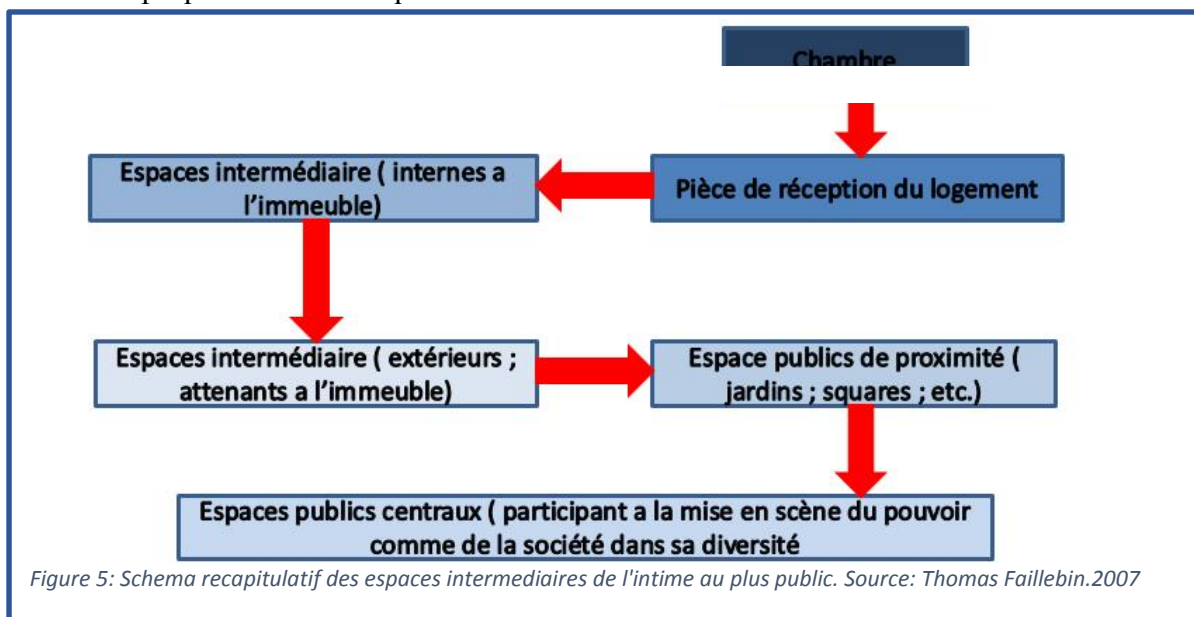 Chambre
Pièce de réception du logement
Espaces intermédiaire ( internes a
l'immeuble)
Espaces intermédiaire ( extérieurs ;
attenants a l'immeuble)
Espace publics de proximité (
jardins ; squares ; etc.)
Espaces publics centraux ( participant a la mise en scène du pouvoir
comme de la société dans sa diversité
Figure 5: Schema recapitulatif des espaces intermediaires de l'intime au plus public. Source: Thomas Faillebin.2007